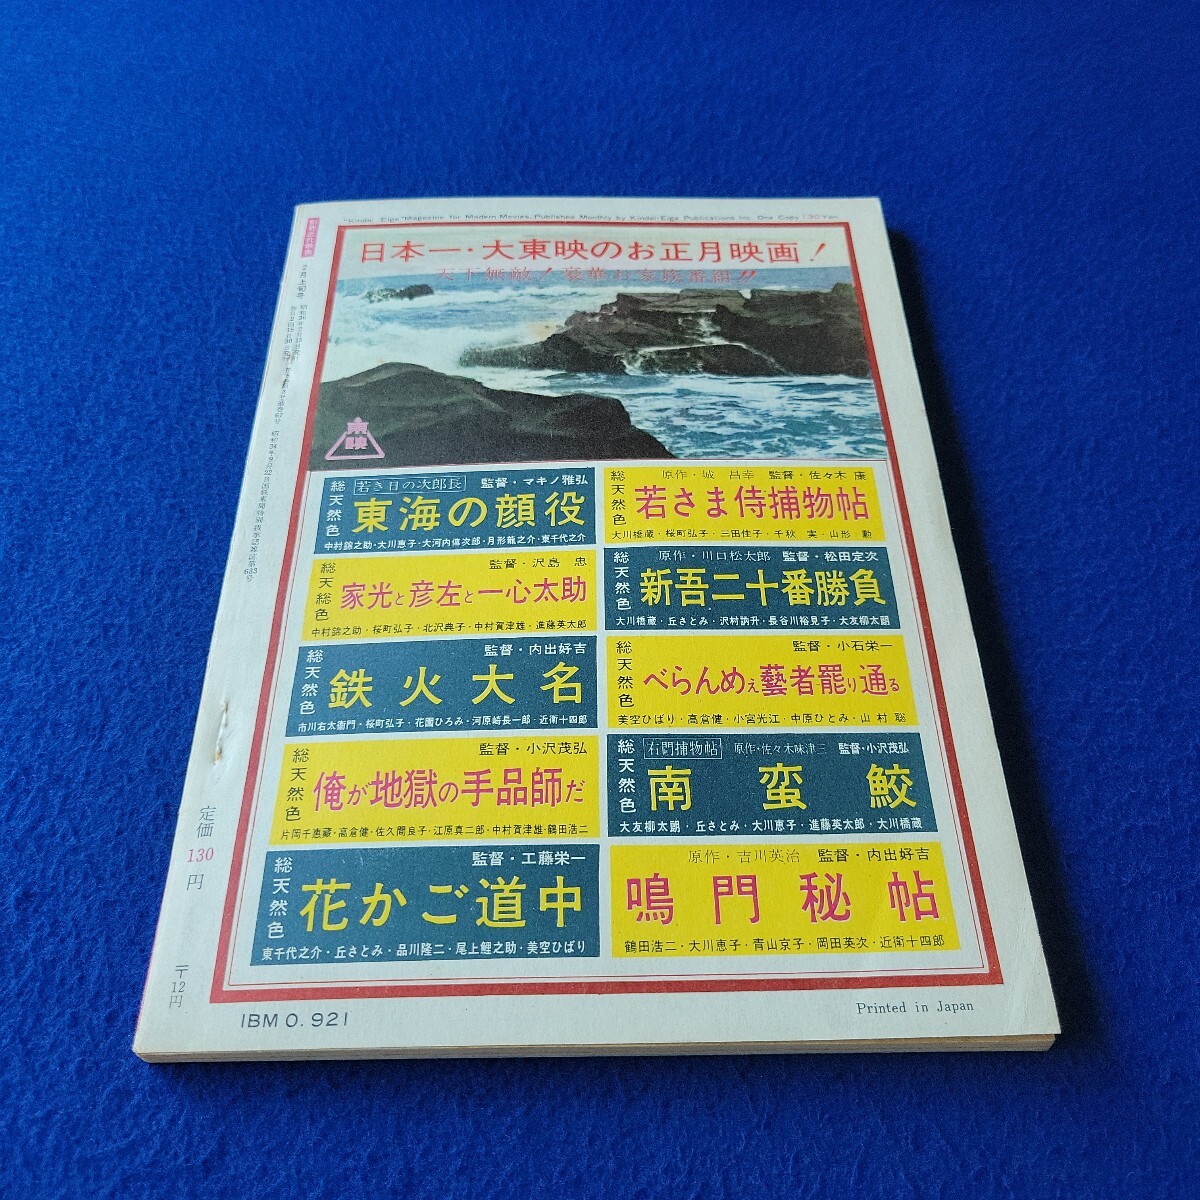 "Kindai Eiga" Magazine for Modern Movies, Published Monthly by Kindai-Eiga Publications Inc. One Copy 130 Yen
日本一・大東映のお正月映画!
天下無敵!豪華お家族番組!!
東映
総天然色
若き日の次郎長 監督・マキノ雅弘
東海の顔役
中村錦之助・大川恵子・大河内傳次郎・月形龍之介・東千代之介
総天然色
原作・城昌幸 監督・佐々木康
若さま侍捕物帖
大川橋蔵・桜町弘子・三田佳子・千秋実・山形勲
総天総色
監督・沢島忠
家光と彦左と一心太助
中村錦之助・桜町弘子・北沢典子・中村賀津雄・進藤英太郎
総天然色
原作・川口松太郎 監督・松田定次
新吾二十番勝負
大川橋蔵・丘さとみ・沢村訥升・長谷川裕見子・大友柳太朗
総天然色
監督・内出好吉
鉄火大名
市川右太衛門・桜町弘子・花園ひろみ・河原崎長一郎・近衛十四郎
総天然色
監督・小石栄一
べらんめえ藝者罷り通る
美空ひばり・高倉健・小宮光江・中原ひとみ・山村聡
総天然色
監督・小沢茂弘
俺が地獄の手品師だ
片岡千恵蔵・高倉健・佐久間良子・江原真二郎・中村賀津雄・鶴田浩二
総天然色
右門捕物帖 原作・佐々木味津三 監督・小沢茂弘
南蛮鮫
大友柳太朗・丘さとみ・大川恵子・進藤英太郎・大川橋蔵
総天然色
監督・工藤栄一
花かご道中
東千代之介・丘さとみ・品川隆二・尾上鯉之助・美空ひばり
原作・吉川英治 監督・内出好吉
鳴門秘帖
鶴田浩二・大川恵子・青山京子・岡田英次・近衛十四郎
2月上旬号
定価130円
〒12円
IBM 0.921
Printed in Japan